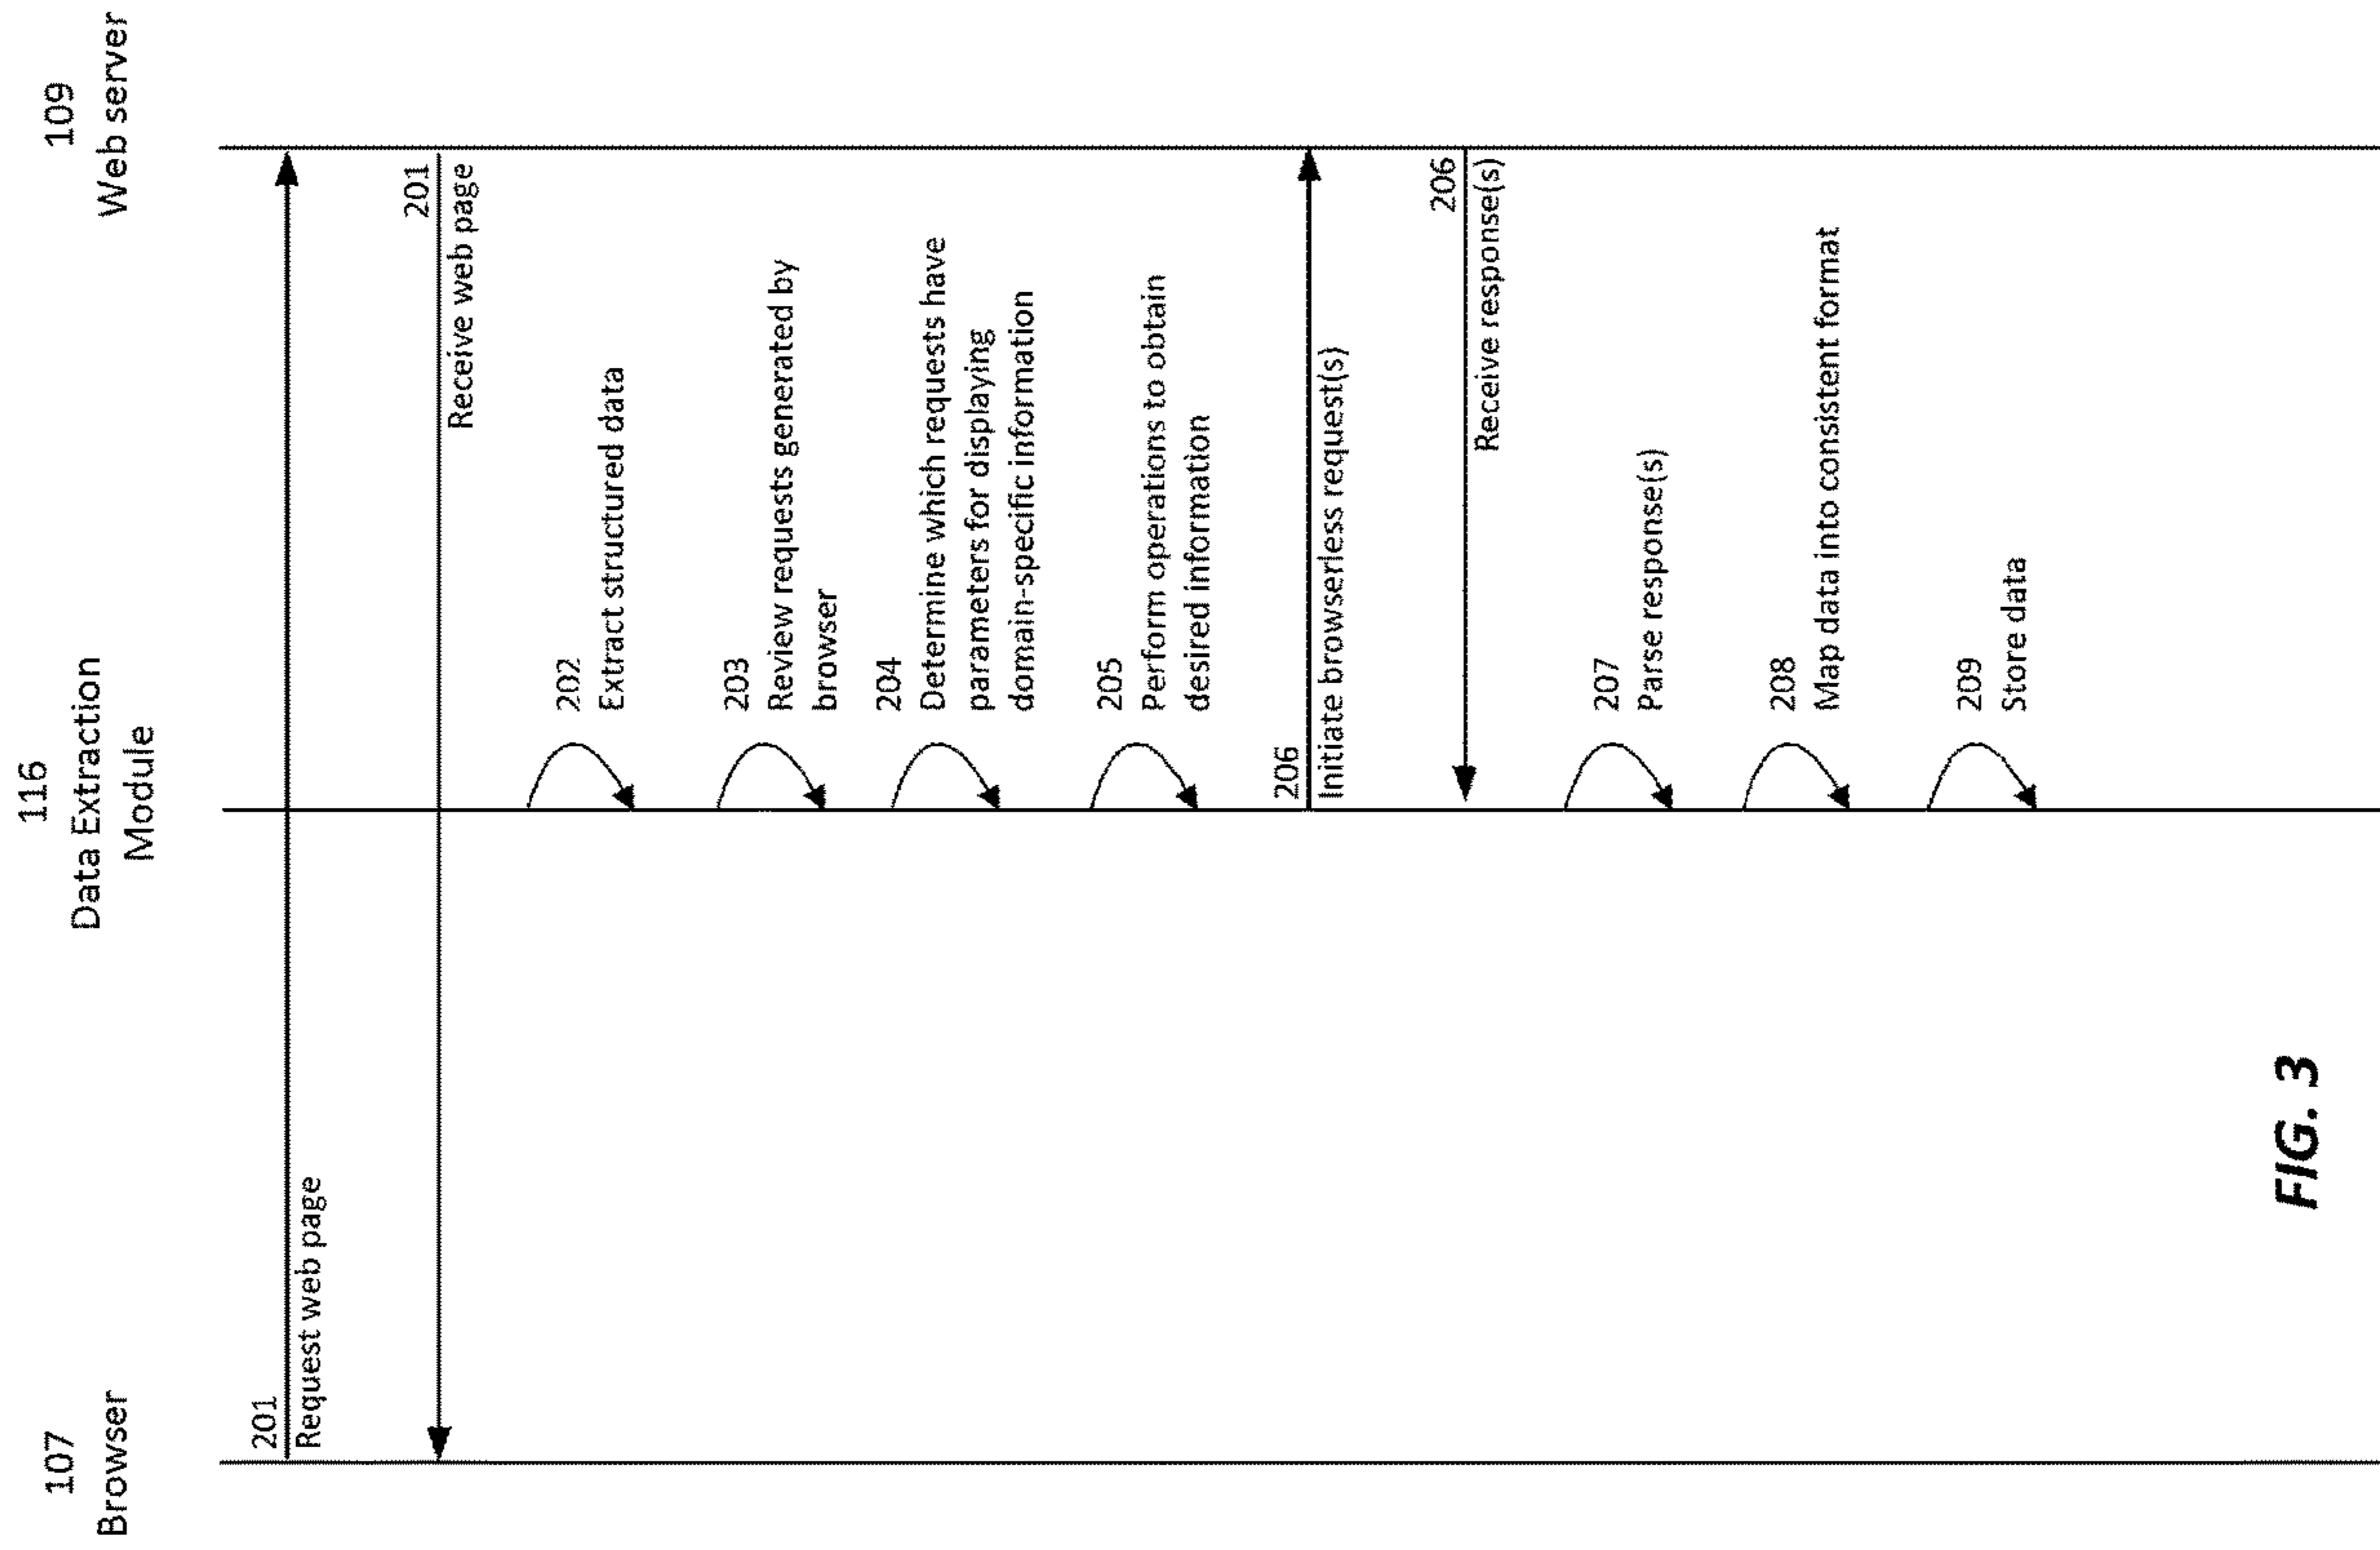 107
Browser
116
Data Extraction
Module
109
Web server
201
Request web page
201
Receive web page
202
Extract structured data
203
Review requests generated by
browser
204
Determine which requests have
parameters for displaying
domain-specific information
205
Perform operations to obtain
desired information
206
Initiate browserless request(s)
206
Receive response(s)
207
Parse response(s)
208
Map data into consistent format
209
Store data
FIG. 3